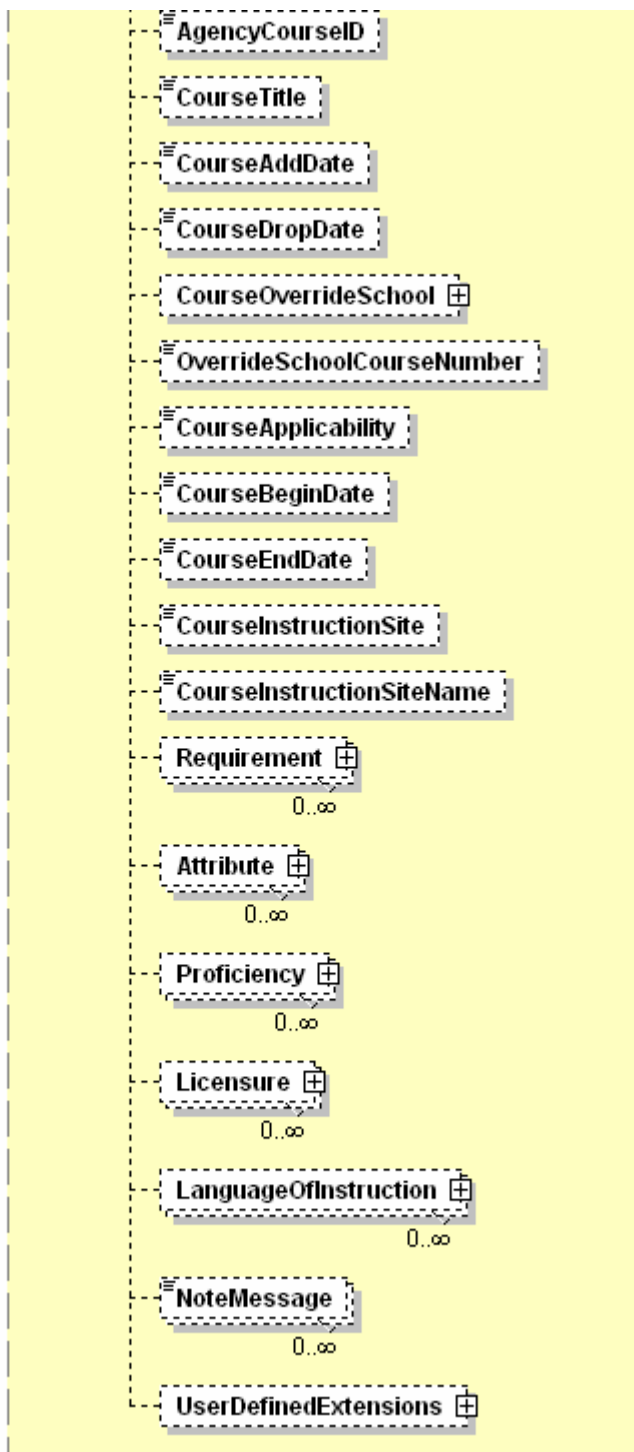 AgencyCourseID
CourseTitle
CourseAddDate
CourseDropDate
CourseOverrideSchool
OverrideSchoolCourseNumber
CourseApplicability
CourseBeginDate
CourseEndDate
CourseInstructionSite
CourseInstructionSiteName
Requirement
0..∞
Attribute
0..∞
Proficiency
0..∞
Licensure
0..∞
LanguageOfInstruction
0..∞
NoteMessage
0..∞
UserDefinedExtensions